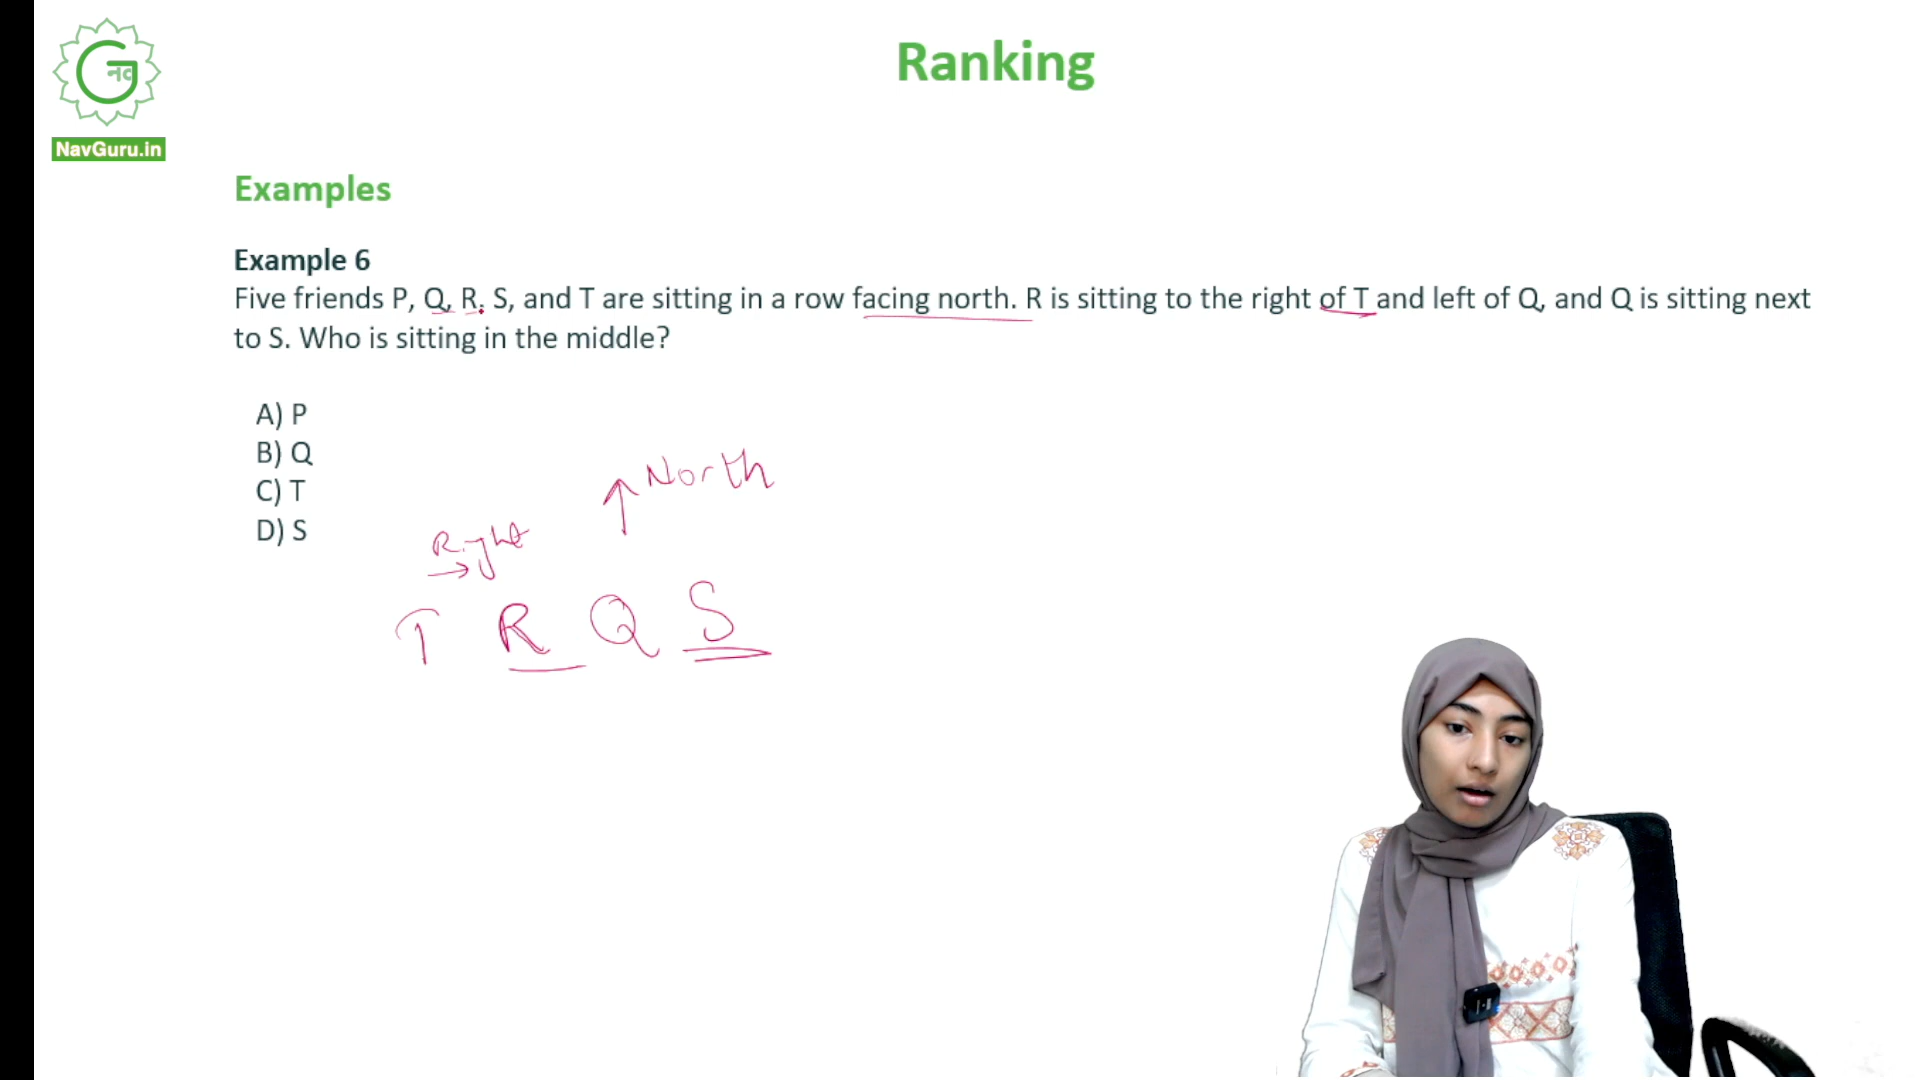 Ranking
नव
NavGuru.in
Examples
Example 6
Five friends P, Q, R, S, and T are sitting in a row facing north. R is sitting to the right of T and left of Q, and Q is sitting next
to S. Who is sitting in the middle?
A) P
B) Q
C) T
D) S
North
Right
T R Q S